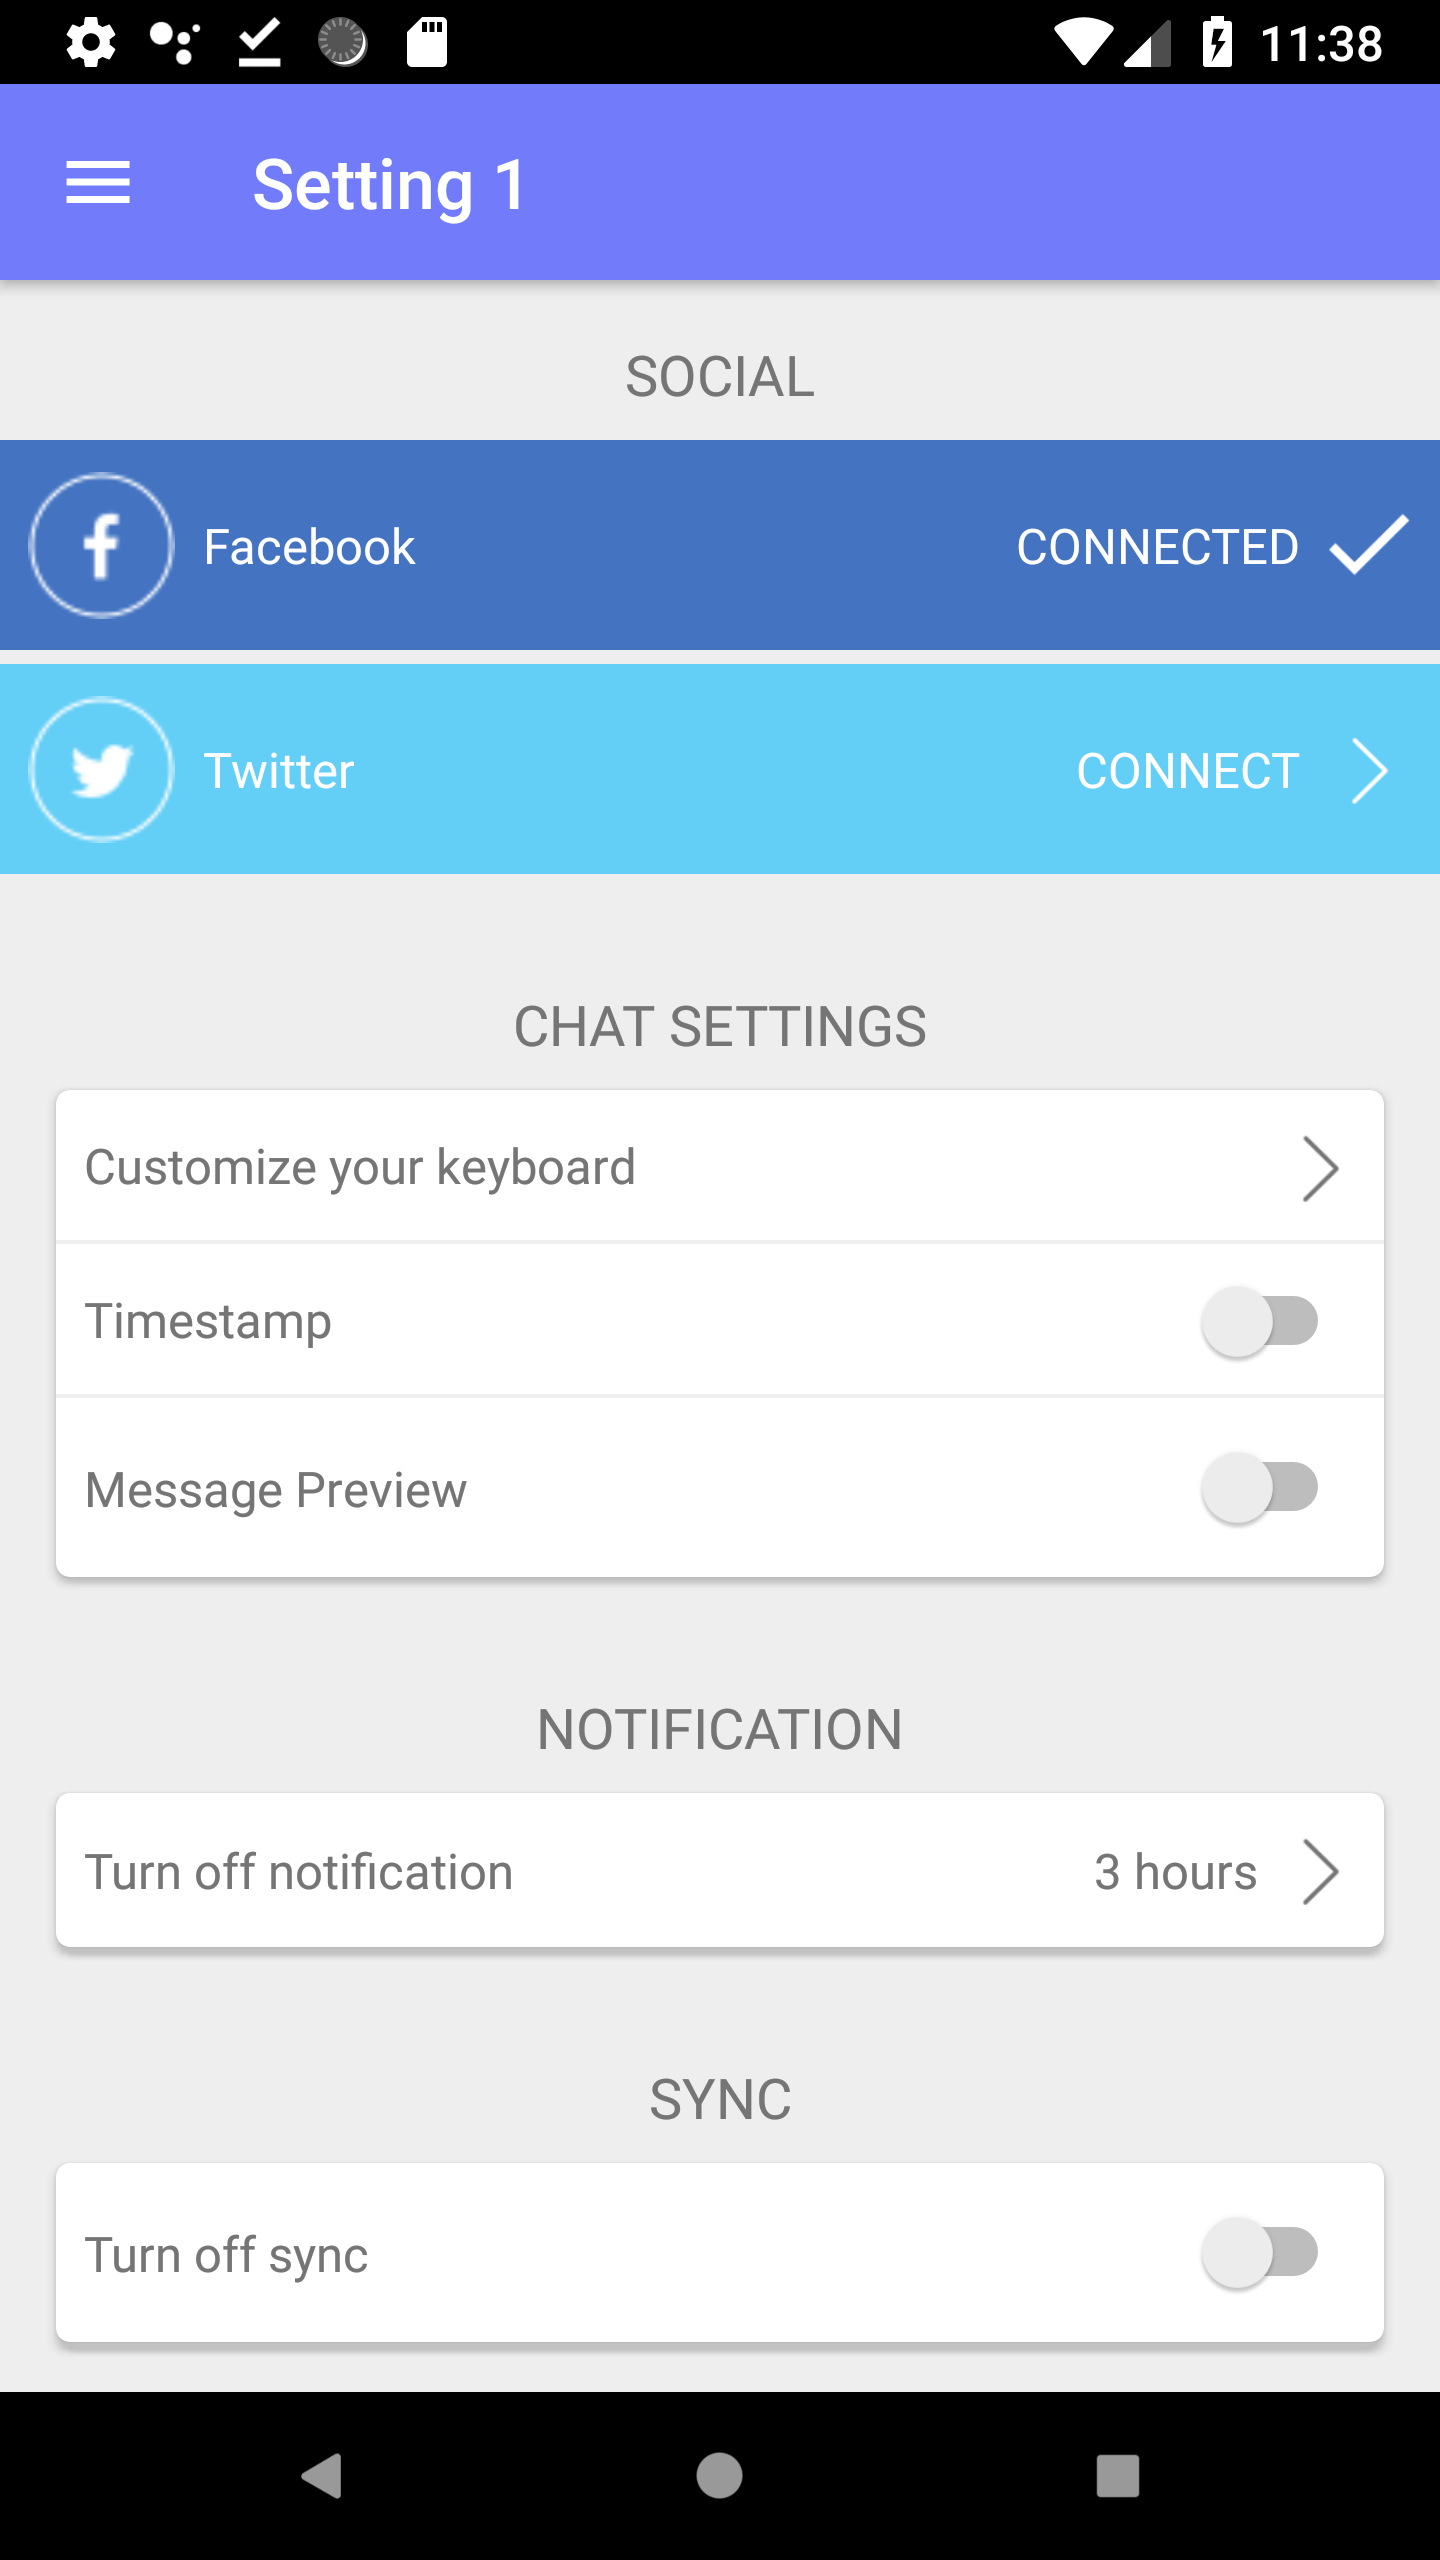 11:38
Setting 1
SOCIAL
Facebook CONNECTED
Twitter CONNECT
CHAT SETTINGS
Customize your keyboard
Timestamp
Message Preview
NOTIFICATION
Turn off notification 3 hours
SYNC
Turn off sync